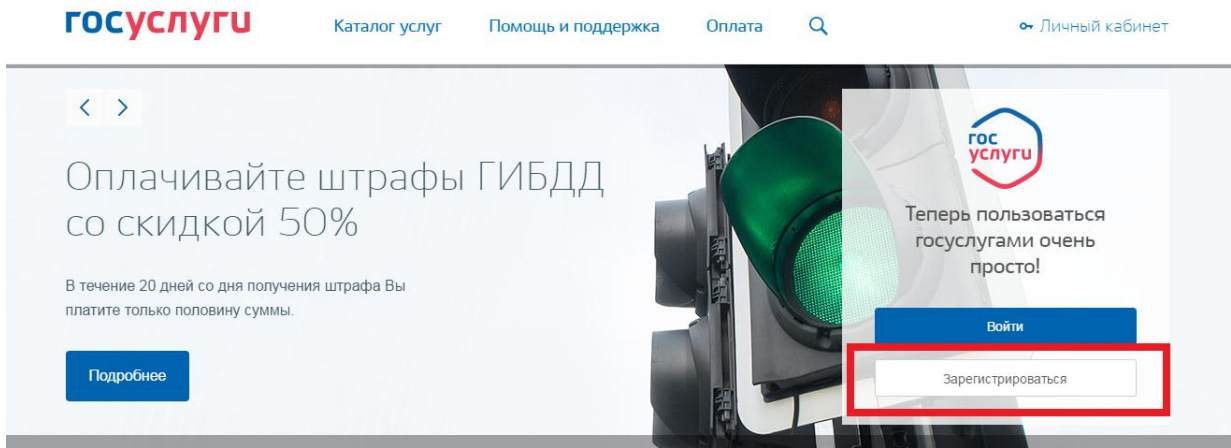 госуслуги
Каталог услуг
Помощь и поддержка
Оплата
Личный кабинет
Оплачивайте штрафы ГИБДД
со скидкой 50%
В течение 20 дней со дня получения штрафа Вы
платите только половину суммы.
Подробнее
гос
услуги
Теперь пользоваться
госуслугами очень
просто!
Войти
Зарегистрироваться